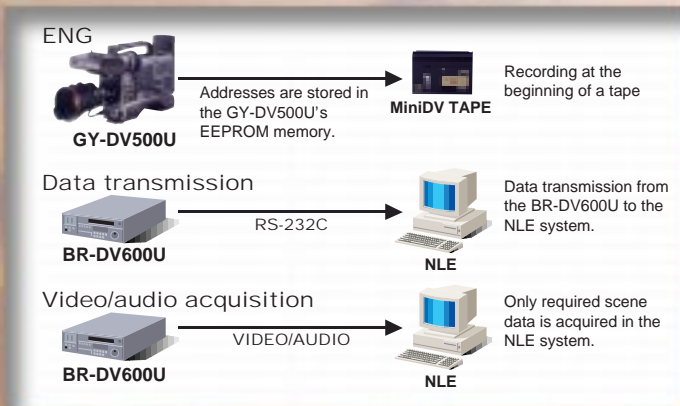 ENG
GY-DV500U
Addresses are stored in
the GY-DV500U's
EEPROM memory.
MiniDV TAPE
Recording at the
beginning of a tape
Data transmission
BR-DV600U
RS-232C
NLE
Data transmission from
the BR-DV600U to the
NLE system.
Video/audio acquisition
BR-DV600U
VIDEO/AUDIO
NLE
Only required scene
data is acquired in the
NLE system.